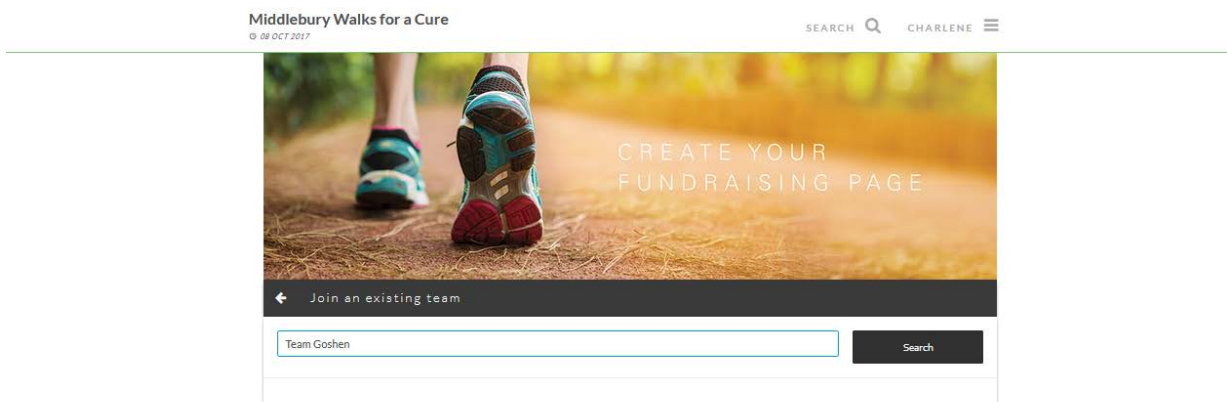 Middlebury Walks for a Cure
08 OCT 2017
SEARCH
CHARLENE
CREATE YOUR
FUNDRAISING PAGE
Join an existing team
Team Goshen
Search